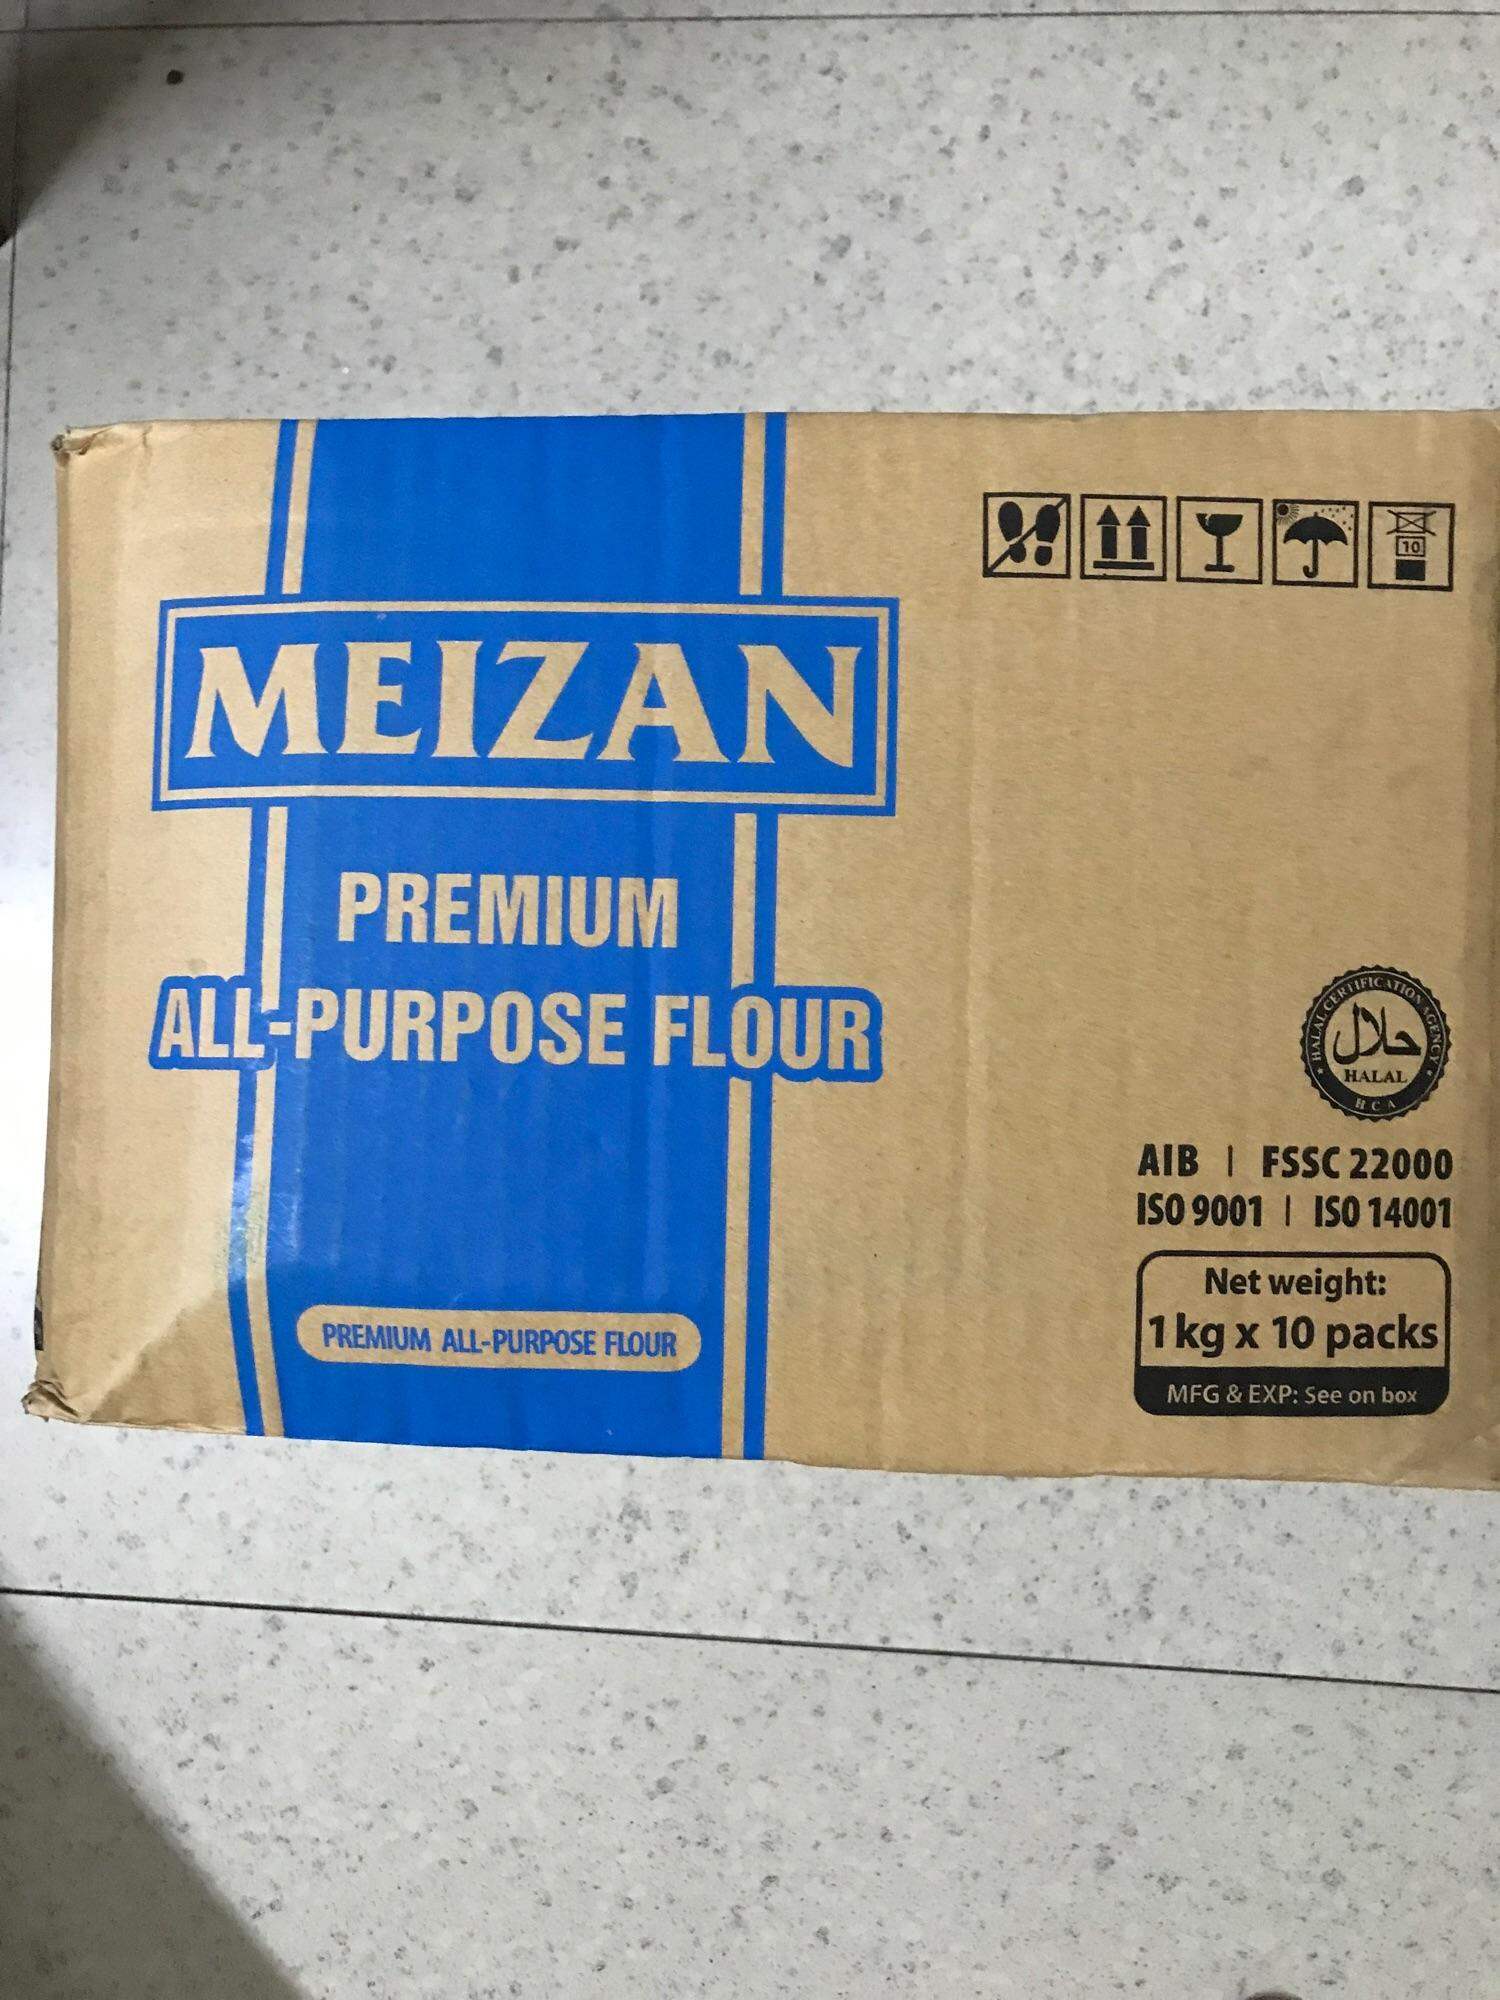 10
MEIZAN
PREMIUM
ALL-PURPOSE FLOUR
PREMIUM ALL-PURPOSE FLOUR
HALAL CERTIFICATION AGENCY
حلال
HALAL
HCA
AIB | FSSC 22000
ISO 9001 | ISO 14001
Net weight:
1 kg x 10 packs
MFG & EXP: See on box